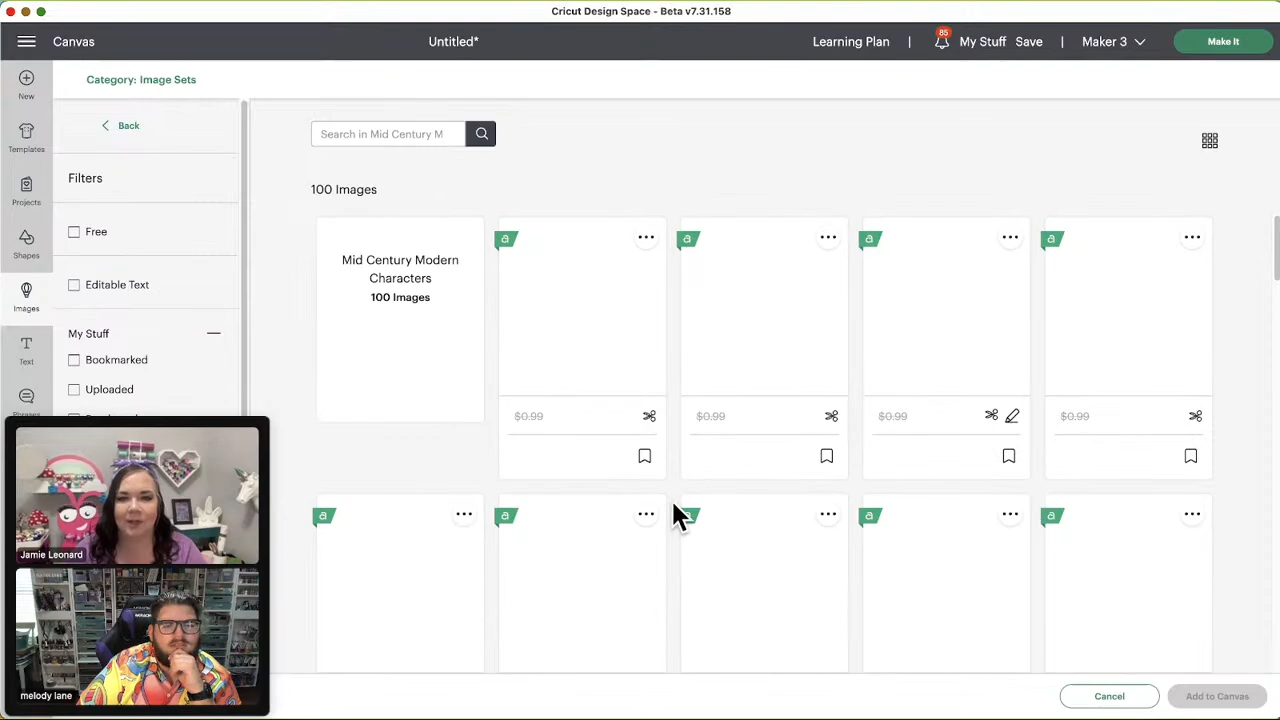 Cricut Design Space - Beta v7.31.158
Canvas
Untitled*
Learning Plan
|
85
My Stuff
Save
|
Maker 3
Make It
Category: Image Sets
New
Templates
Projects
Shapes
Images
Text
Back
Filters
Free
Editable Text
My Stuff
Bookmarked
Uploaded
Search in Mid Century M
100 Images
Mid Century Modern
Characters
100 Images
a
a
a
a
$0.99
$0.99
$0.99
$0.99
a
a
a
a
Jamie Leonard
melody lane
Cancel
Add to Canvas